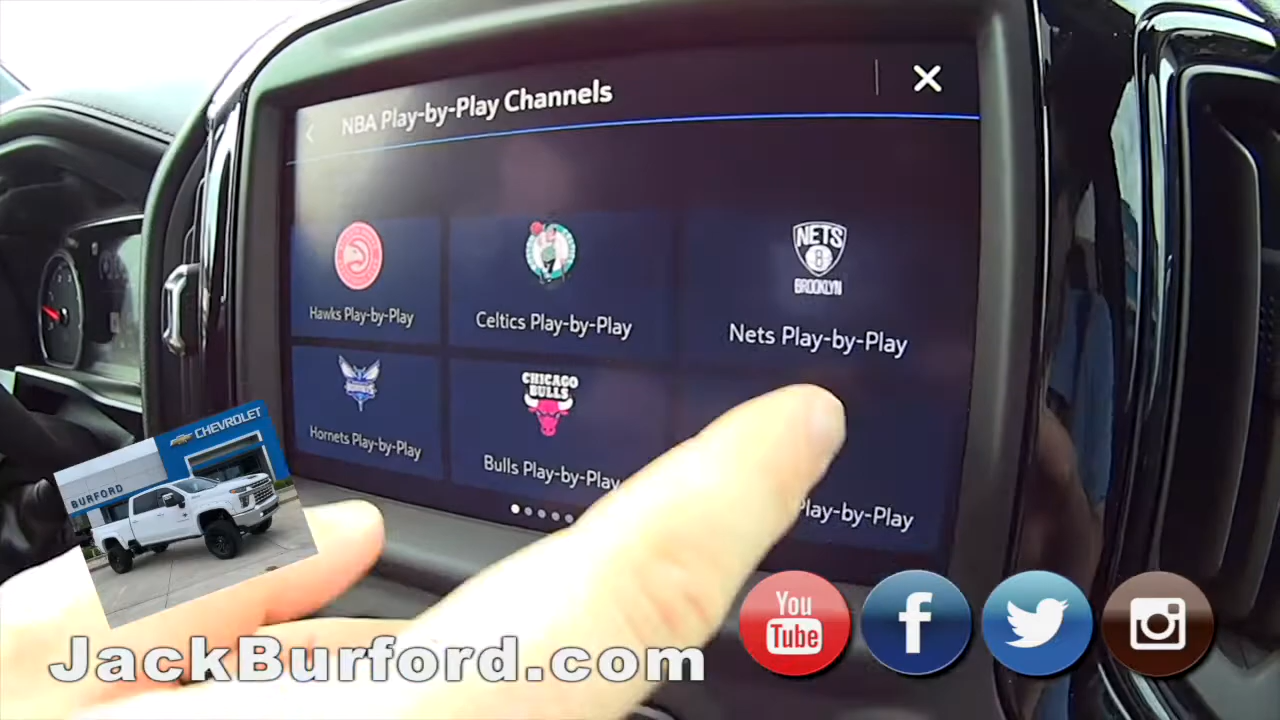 NBA Play-by-Play Channels
NETS
BROOKLYN
Hawks Play-by-Play
Celtics Play-by-Play
Nets Play-by-Play
CHICAGO
BULLS
Hornets Play-by-Play
Bulls Play-by-Play
Play-by-Play
CHEVROLET
BURFORD
You
Tube
JackBurford.com